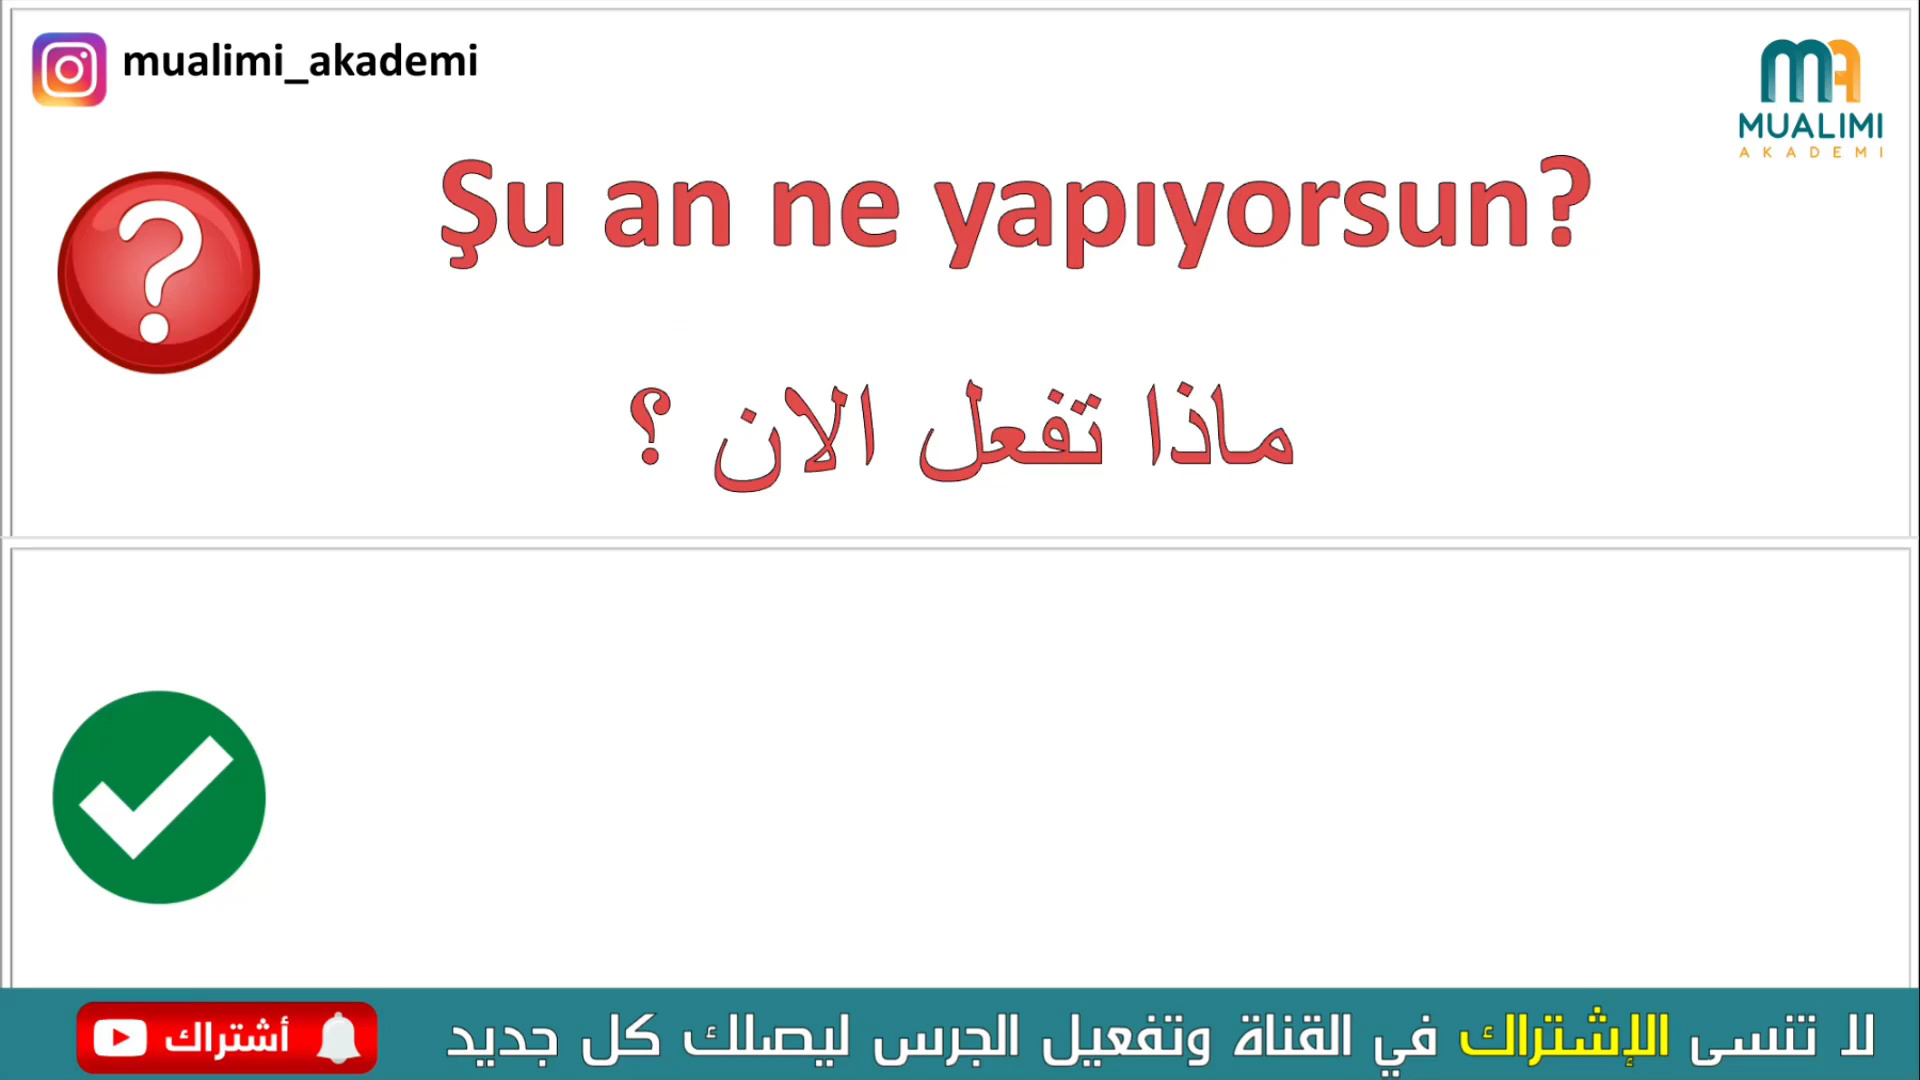 mualimi_akademi
MUALIMI
AKADEMI
Şu an ne yapıyorsun?
ماذا تفعل الان ؟
أشتراك
لا تنسى الإشتراك في القناة وتفعيل الجرس ليصلك كل جديد